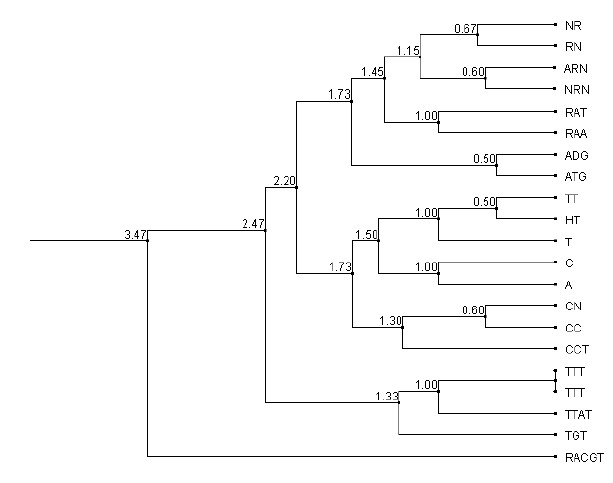 0.67 NR
RN
1.15
0.60 ARN
1.45
NRN
1.73
1.00 RAT
RAA
0.50 ADG
ATG
2.20
0.50 TT
1.00 HT
2.47
T
3.47
1.50
1.00 C
A
1.73
0.60 CN
1.30 CC
CCT
TTT
1.00 TTT
1.33
TTAT
TGT
RACGT